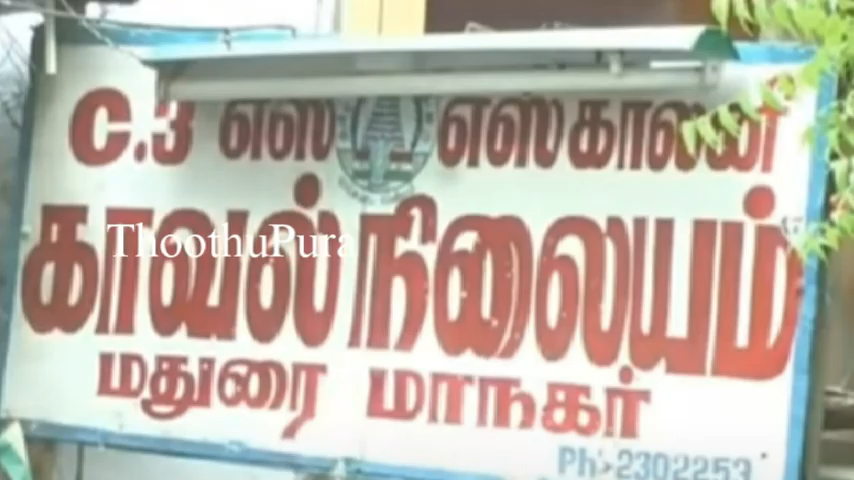 C.3 எஸ் எஸ்காலனி
காவல் நிலையம்
ThoothuPura
மதுரை மாநகர்
Ph:-2302253